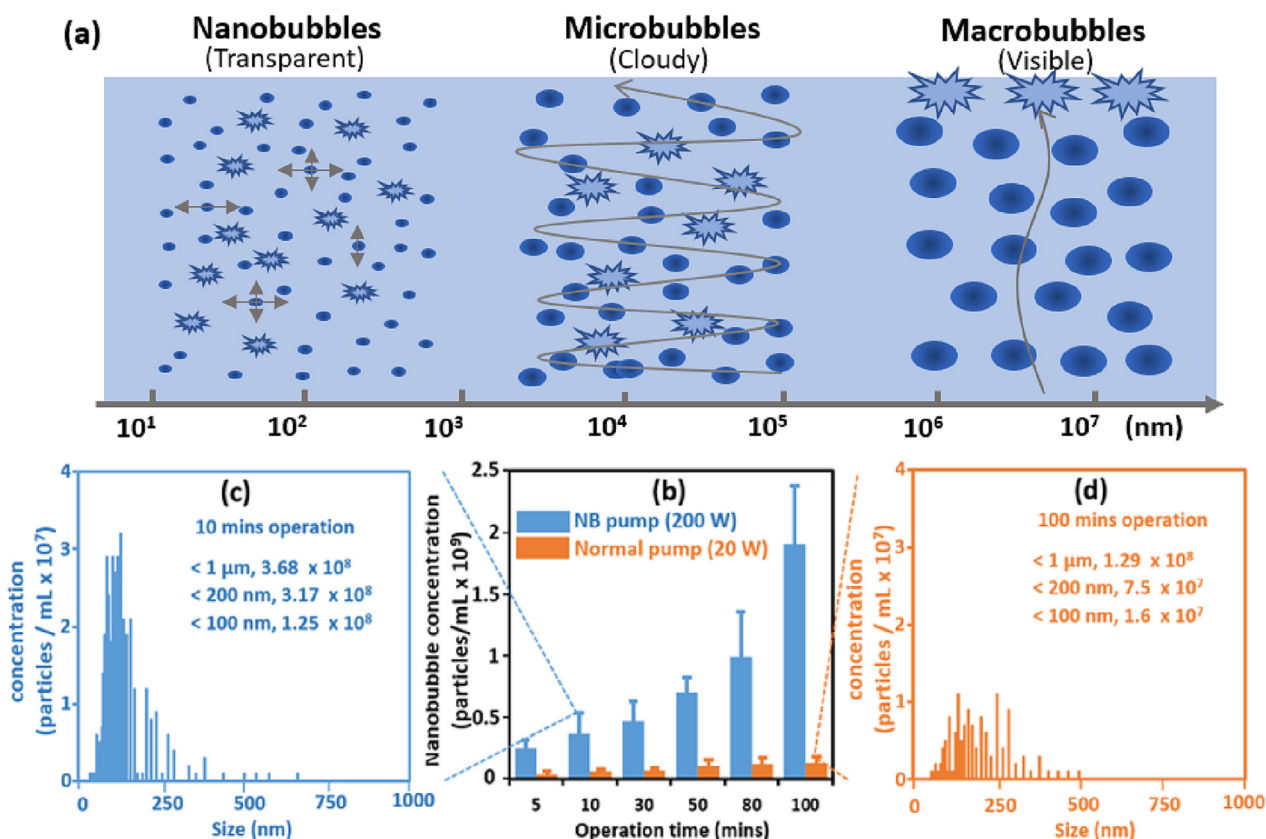 (a)
Nanobubbles
(Transparent)
Microbubbles
(Cloudy)
Macrobubbles
(Visible)
10¹ 10² 10³ 10⁴ 10⁵ 10⁶ 10⁷ (nm)
(c)
10 mins operation
< 1 µm, 3.68 x 10⁸
< 200 nm, 3.17 x 10⁸
< 100 nm, 1.25 x 10⁸
concentration
(particles / mL x 10⁷)
4
3
2
1
0
0 250 500 750 1000
Size (nm)
(b)
NB pump (200 W)
Normal pump (20 W)
Nanobubble concentration
(particles/mL x 10⁹)
2.5
2
1.5
1
0.5
0
5 10 30 50 80 100
Operation time (mins)
(d)
100 mins operation
< 1 µm, 1.29 x 10⁸
< 200 nm, 7.5 x 10⁷
< 100 nm, 1.6 x 10⁷
concentration
(particles / mL x 10⁷)
4
3
2
1
0
0 250 500 750 1000
Size (nm)